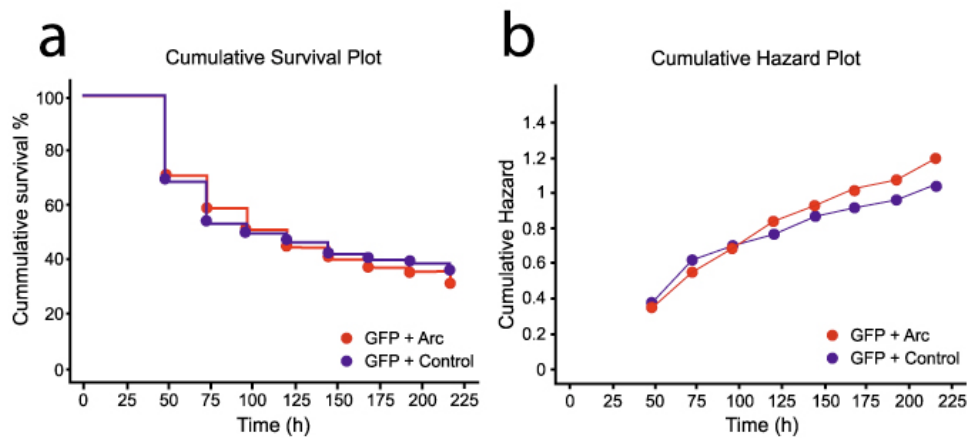 a
Cumulative Survival Plot
Cummulative survival %
100
80
60
40
20
0
GFP + Arc
GFP + Control
0 25 50 75 100 125 150 175 200 225
Time (h)
b
Cumulative Hazard Plot
Cumulative Hazard
1.4
1.2
1
0.8
0.6
0.4
0.2
0
GFP + Arc
GFP + Control
0 25 50 75 100 125 150 175 200 225
Time (h)